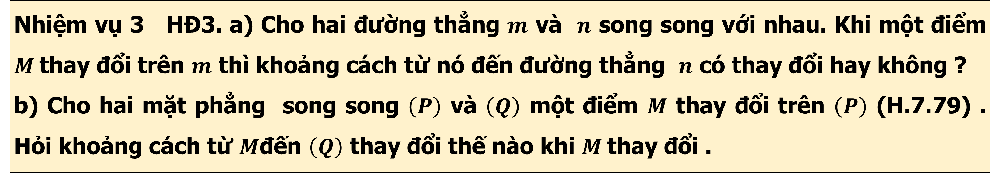 Nhiệm vụ 3 HĐ3. a) Cho hai đường thẳng m và n song song với nhau. Khi một điểm
M thay đổi trên m thì khoảng cách từ nó đến đường thẳng n có thay đổi hay không ?
b) Cho hai mặt phẳng song song (P) và (Q) một điểm M thay đổi trên (P) (H.7.79) .
Hỏi khoảng cách từ Mđến (Q) thay đổi thế nào khi M thay đổi .